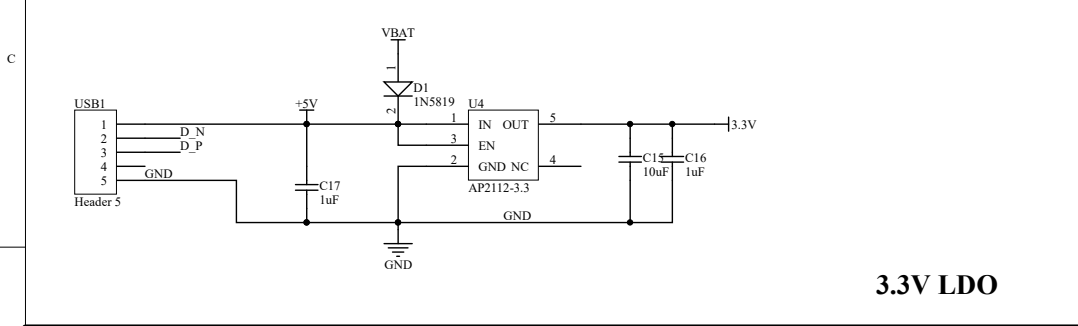 C
VBAT
1
D1
1N5819
2
USB1
1
2
3
4
5
Header 5
D_N
D_P
GND
+5V
C17
1uF
U4
1 IN OUT 5
3 EN
2 GND NC 4
AP2112-3.3
3.3V
C15
10uF
C16
1uF
GND
GND
3.3V LDO